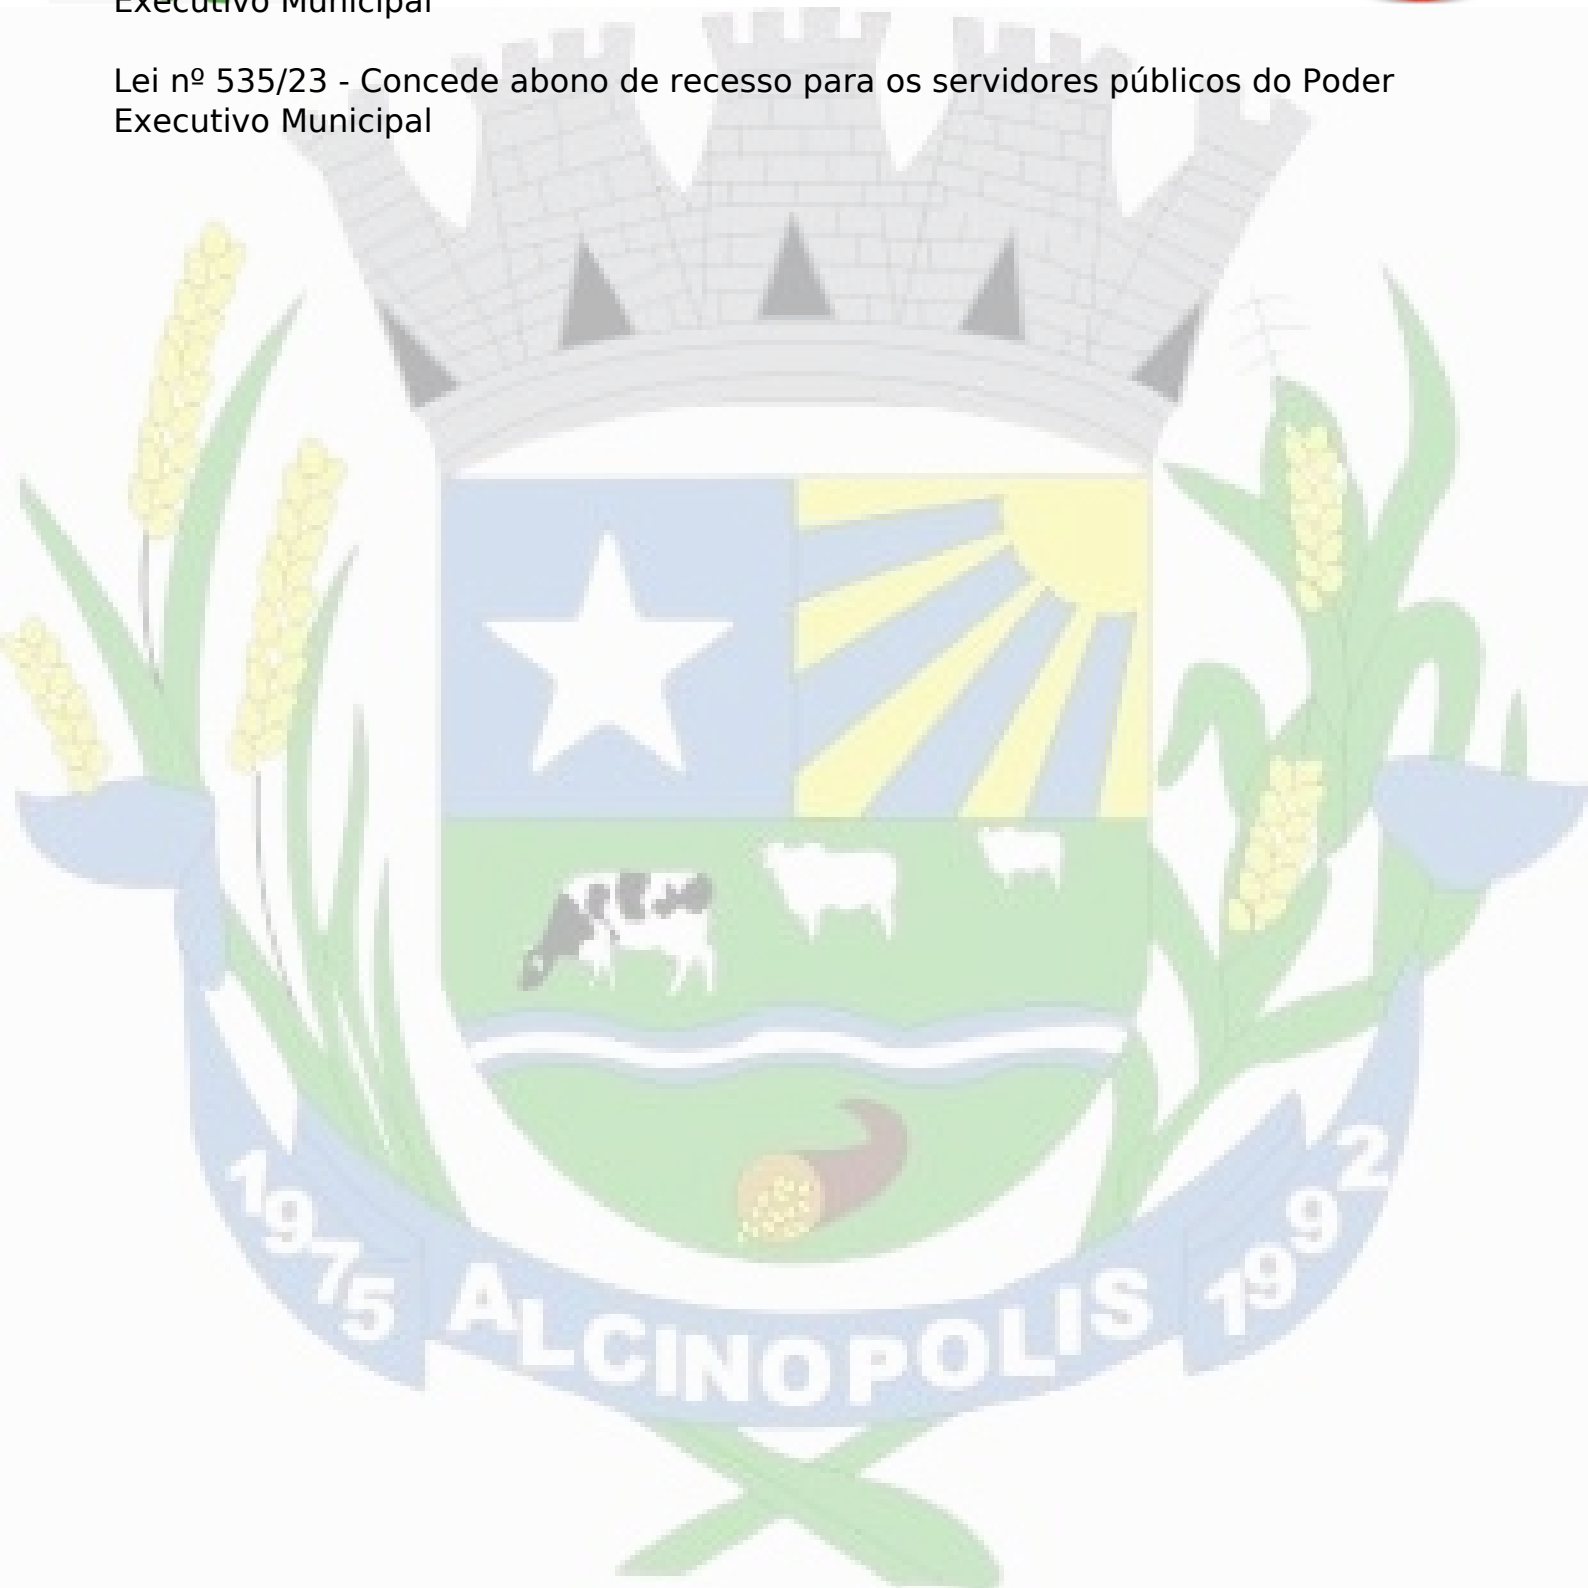 Executivo Municipal
Lei nº 535/23 - Concede abono de recesso para os servidores públicos do Poder
Executivo Municipal
1975
ALCINOPOLIS
1992